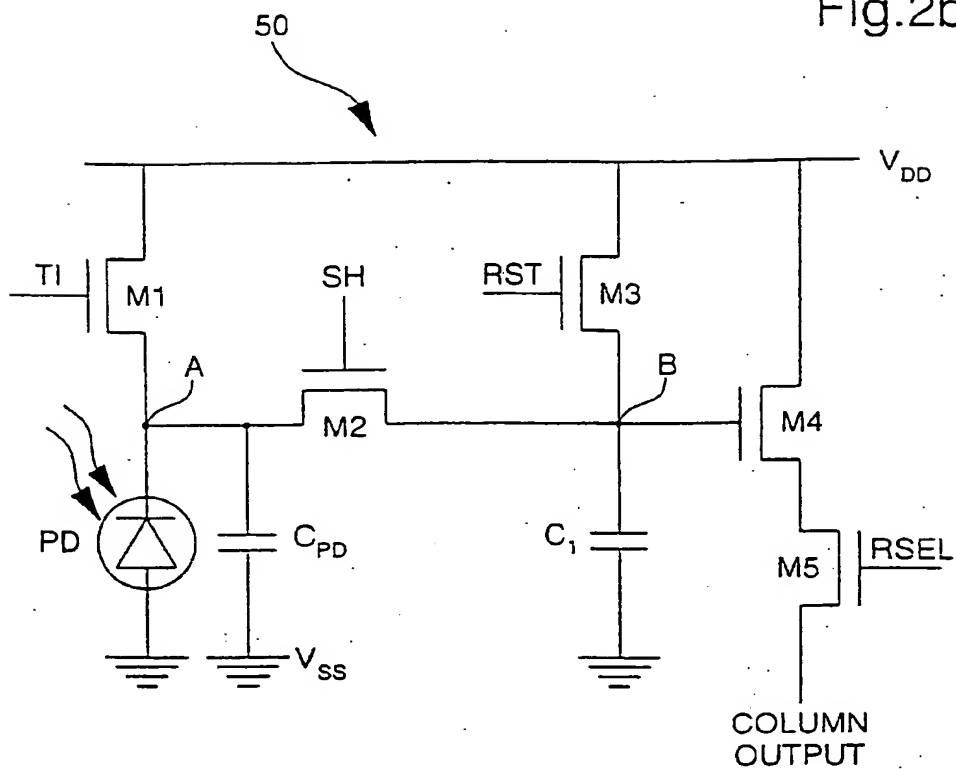 Fig.2b
50
V_DD
TI
M1
SH
RST
M3
A
B
M2
M4
PD
C_PD
C_1
M5
RSEL
V_SS
COLUMN
OUTPUT